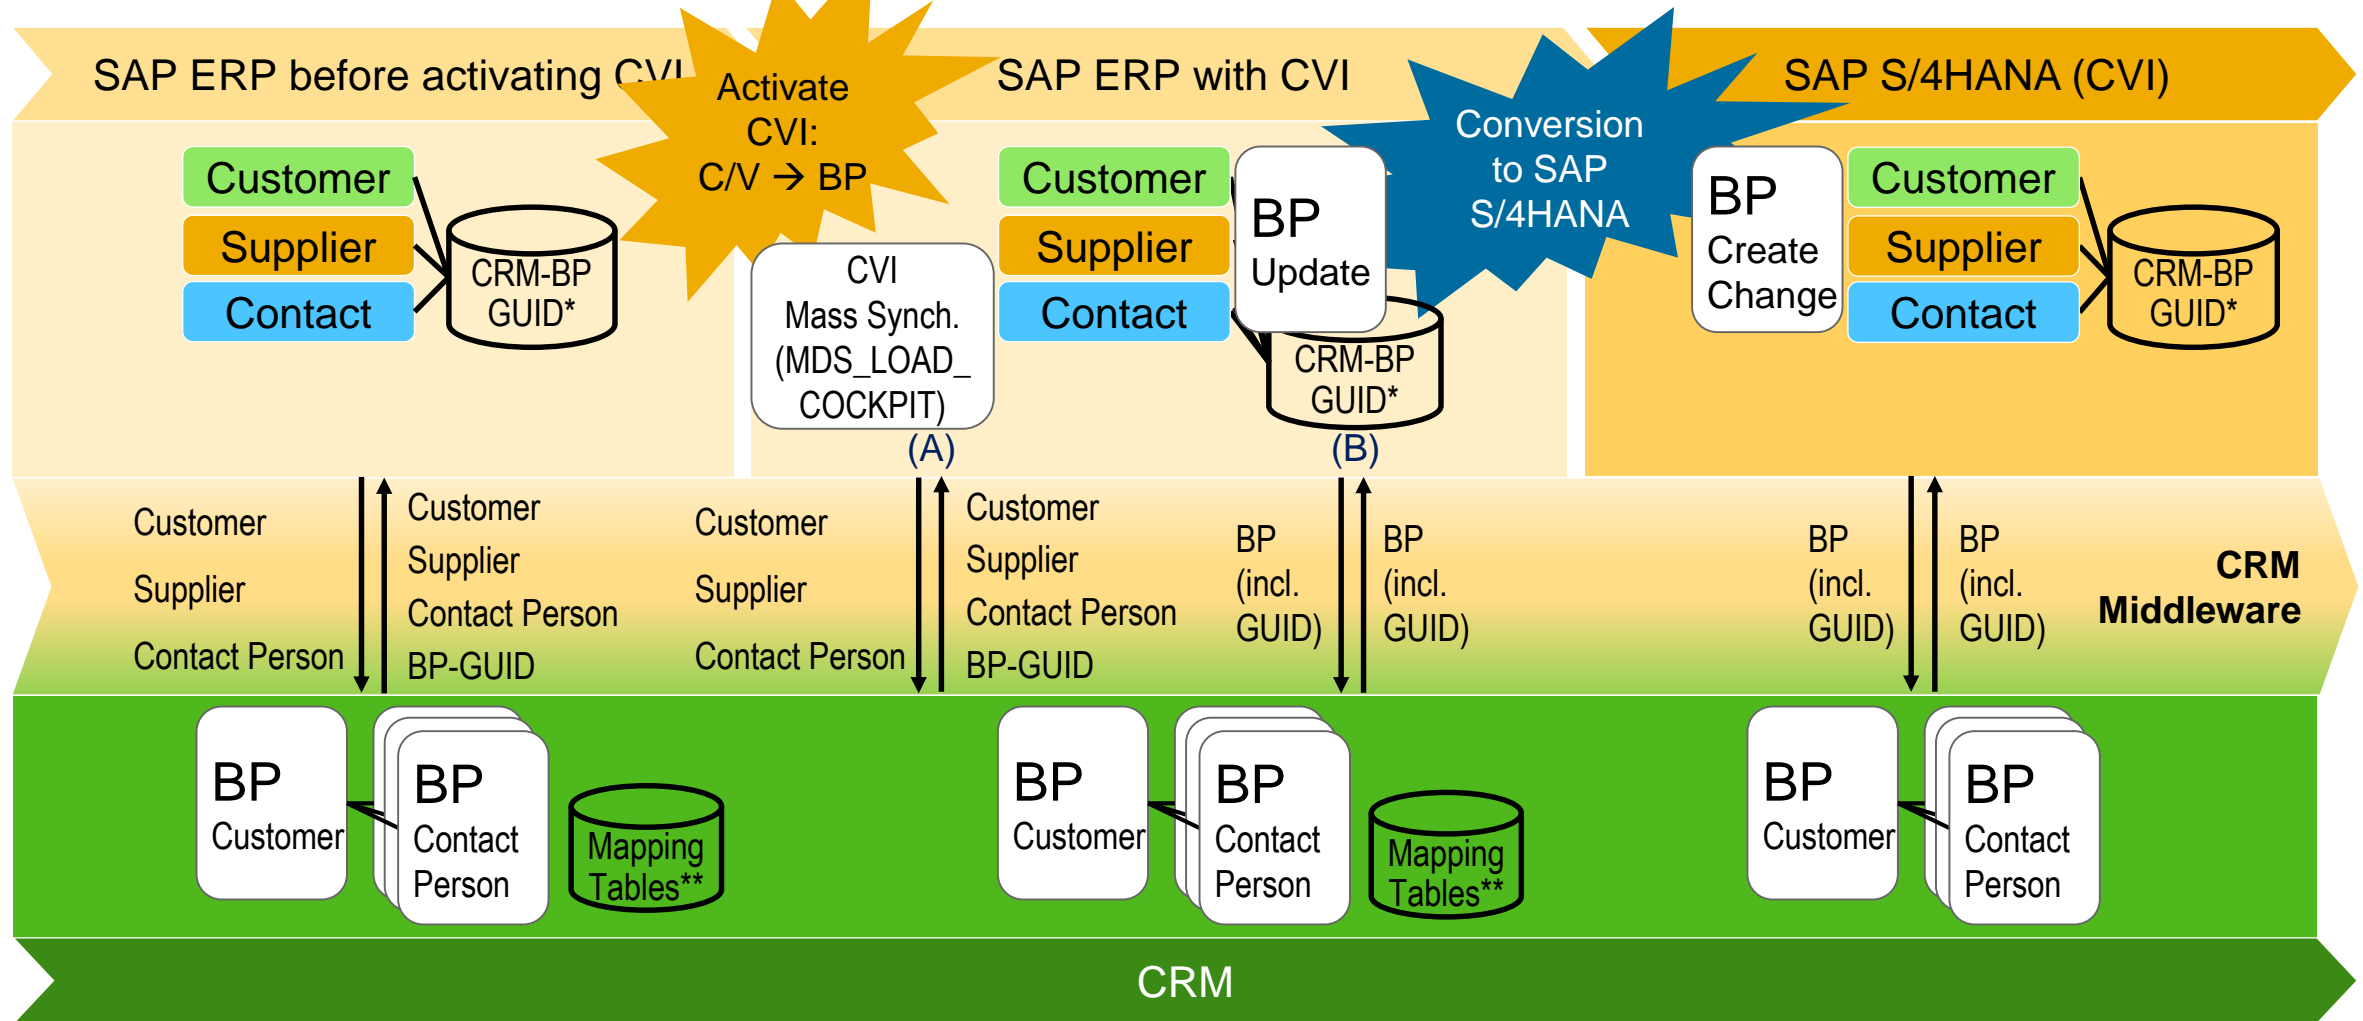 SAP ERP before activating CVI
Activate
CVI:
C/V → BP
SAP ERP with CVI
Conversion
to SAP
S/4HANA
SAP S/4HANA (CVI)
Customer
Supplier
Contact
CRM-BP
GUID*
CVI
Mass Synch.
(MDS_LOAD_
COCKPIT)
(A)
Customer
Supplier
Contact
BP
Update
CRM-BP
GUID*
(B)
BP
Create
Change
Customer
Supplier
Contact
CRM-BP
GUID*
Customer
Supplier
Contact Person
Customer
Supplier
Contact Person
BP-GUID
Customer
Supplier
Contact Person
Customer
Supplier
Contact Person
BP-GUID
BP
(incl.
GUID)
BP
(incl.
GUID)
BP
(incl.
GUID)
BP
(incl.
GUID)
CRM
Middleware
BP
Customer
BP
Contact
Person
Mapping
Tables**
BP
Customer
BP
Contact
Person
Mapping
Tables**
BP
Customer
BP
Contact
Person
CRM